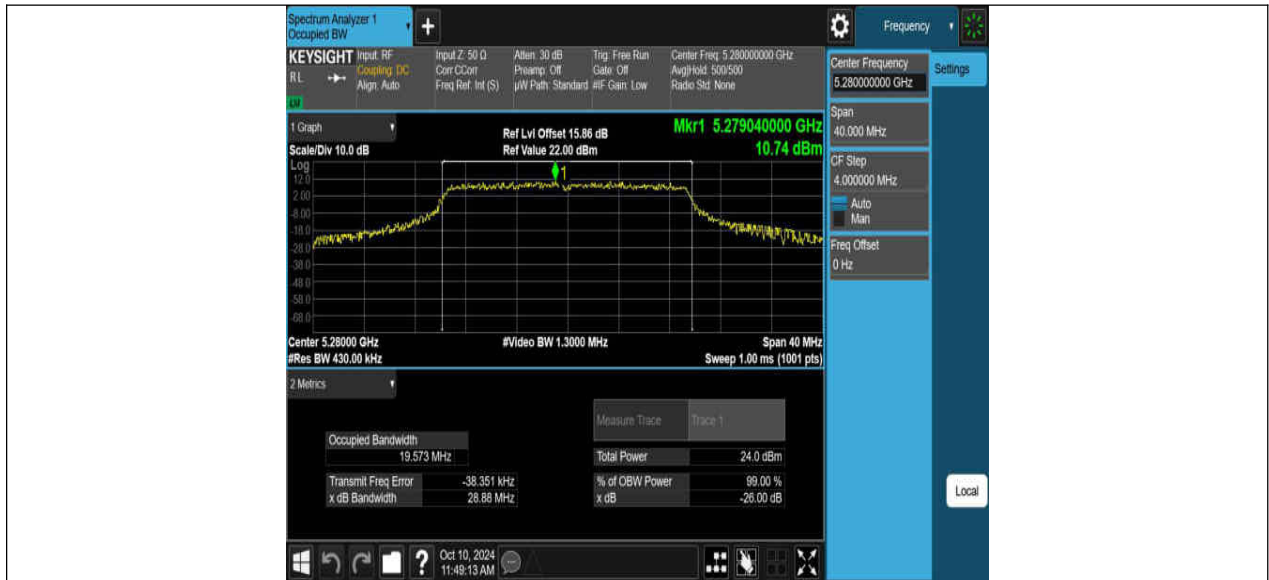 Spectrum Analyzer 1
Occupied BW
+
Frequency
KEYSIGHT Input: RF Input Z: 50 Ω Atten: 30 dB Trig: Free Run Center Freq: 5.280000000 GHz
RL Coupling: DC Corr CCorr Preamp: Off Gate: Off Avg|Hold: 500/500
Align: Auto Freq Ref: Int (S) µW Path: Standard #IF Gain: Low Radio Std: None
LM
Center Frequency
5.280000000 GHz
Settings
Span
40.000 MHz
CF Step
4.000000 MHz
Auto
Man
Freq Offset
0 Hz
Local
1 Graph
Ref Lvl Offset 15.86 dB
Mkr1 5.279040000 GHz
Scale/Div 10.0 dB
Ref Value 22.00 dBm
10.74 dBm
Log
1
12.0
2.00
-8.00
-18.0
-28.0
-38.0
-48.0
-58.0
-68.0
Center 5.28000 GHz #Video BW 1.3000 MHz Span 40 MHz
#Res BW 430.00 kHz Sweep 1.00 ms (1001 pts)
2 Metrics
Measure Trace Trace 1
Occupied Bandwidth
19.573 MHz
Total Power 24.0 dBm
Transmit Freq Error -38.351 kHz % of OBW Power 99.00 %
x dB Bandwidth 28.88 MHz x dB -26.00 dB
?
Oct 10, 2024
11:49:13 AM